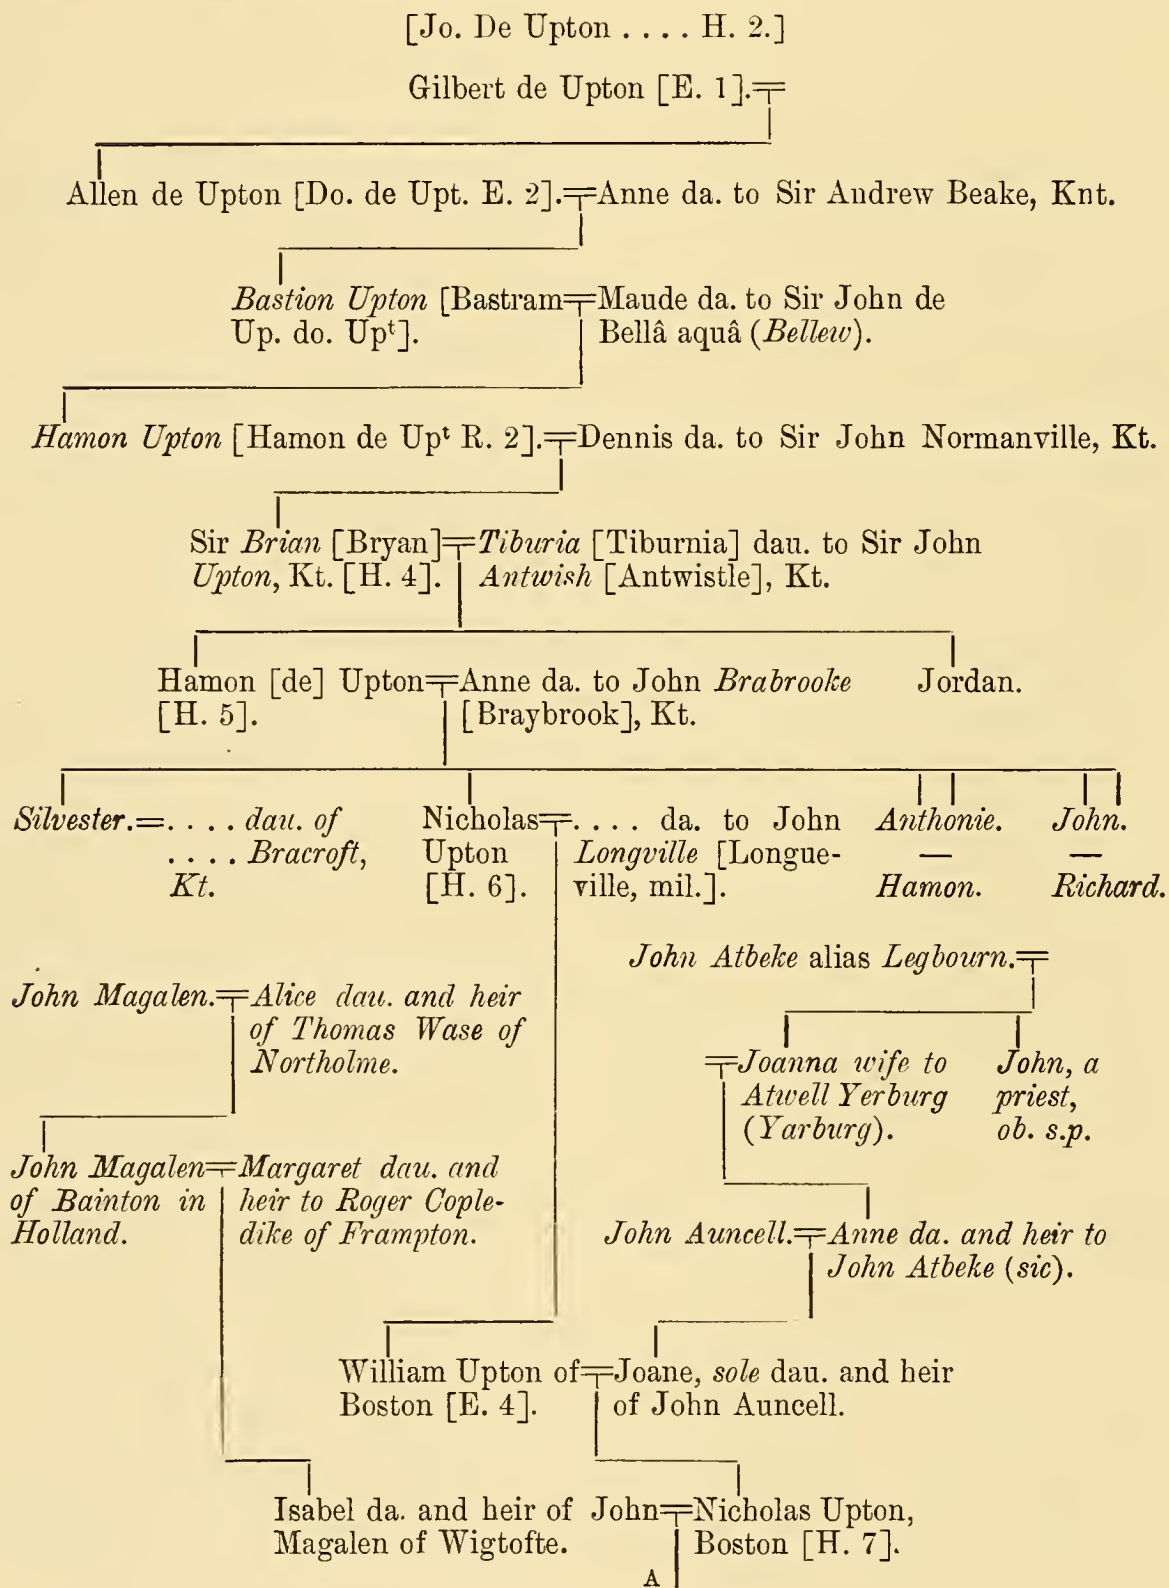 [Jo. De Upton . . . . H. 2.]
Gilbert de Upton [E. 1].
Allen de Upton [Do. de Upt. E. 2].=Anne da. to Sir Andrew Beake, Knt.
Bastion Upton [Bastram=Maude da. to Sir John de
Up. do. Upᵗ]. Bellâ aquâ (Bellew).
Hamon Upton [Hamon de Upᵗ R. 2].=Dennis da. to Sir John Normanville, Kt.
Sir Brian [Bryan]=Tiburia [Tiburnia] dau. to Sir John
Upton, Kt. [H. 4]. Antwish [Antwistle], Kt.
Hamon [de] Upton=Anne da. to John Brabrooke Jordan.
[H. 5]. [Braybrook], Kt.
Silvester.=. . . . dau. of Nicholas=. . . . da. to John Anthonie. John.
. . . . Bracroft, Upton Longville [Longue- — —
Kt. [H. 6]. ville, mil.]. Hamon. Richard.
John Atbeke alias Legbourn.=
John Magalen.=Alice dau. and heir
of Thomas Wase of
Northolme.
=Joanna wife to John, a
Atwell Yerburg priest,
(Yarburg). ob. s.p.
John Magalen=Margaret dau. and
of Bainton in heir to Roger Cople-
Holland. dike of Frampton.
John Auncell.=Anne da. and heir to
John Atbeke (sic).
William Upton of=Joane, sole dau. and heir
Boston [E. 4]. of John Auncell.
Isabel da. and heir of John=Nicholas Upton,
Magalen of Wigtofte. Boston [H. 7].
A